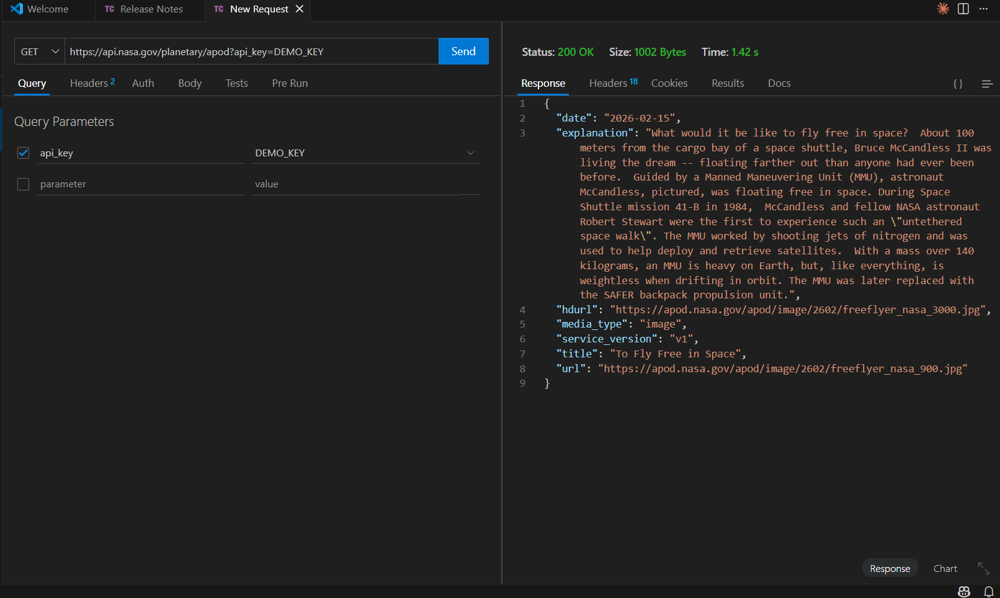 Welcome
TC Release Notes
TC New Request
GET
https://api.nasa.gov/planetary/apod?api_key=DEMO_KEY
Send
Query
Headers 2
Auth
Body
Tests
Pre Run
Query Parameters
api_key
DEMO_KEY
parameter
value
Status: 200 OK
Size: 1002 Bytes
Time: 1.42 s
Response
Headers 18
Cookies
Results
Docs
{ }
1 {
2 "date": "2026-02-15",
3 "explanation": "What would it be like to fly free in space?  About 100
meters from the cargo bay of a space shuttle, Bruce McCandless II was
living the dream -- floating farther out than anyone had ever been
before.  Guided by a Manned Maneuvering Unit (MMU), astronaut
McCandless, pictured, was floating free in space. During Space
Shuttle mission 41-B in 1984,  McCandless and fellow NASA astronaut
Robert Stewart were the first to experience such an \"untethered
space walk\". The MMU worked by shooting jets of nitrogen and was
used to help deploy and retrieve satellites.  With a mass over 140
kilograms, an MMU is heavy on Earth, but, like everything, is
weightless when drifting in orbit. The MMU was later replaced with
the SAFER backpack propulsion unit.",
4 "hdurl": "https://apod.nasa.gov/apod/image/2602/freeflyer_nasa_3000.jpg",
5 "media_type": "image",
6 "service_version": "v1",
7 "title": "To Fly Free in Space",
8 "url": "https://apod.nasa.gov/apod/image/2602/freeflyer_nasa_900.jpg"
9 }
Response
Chart